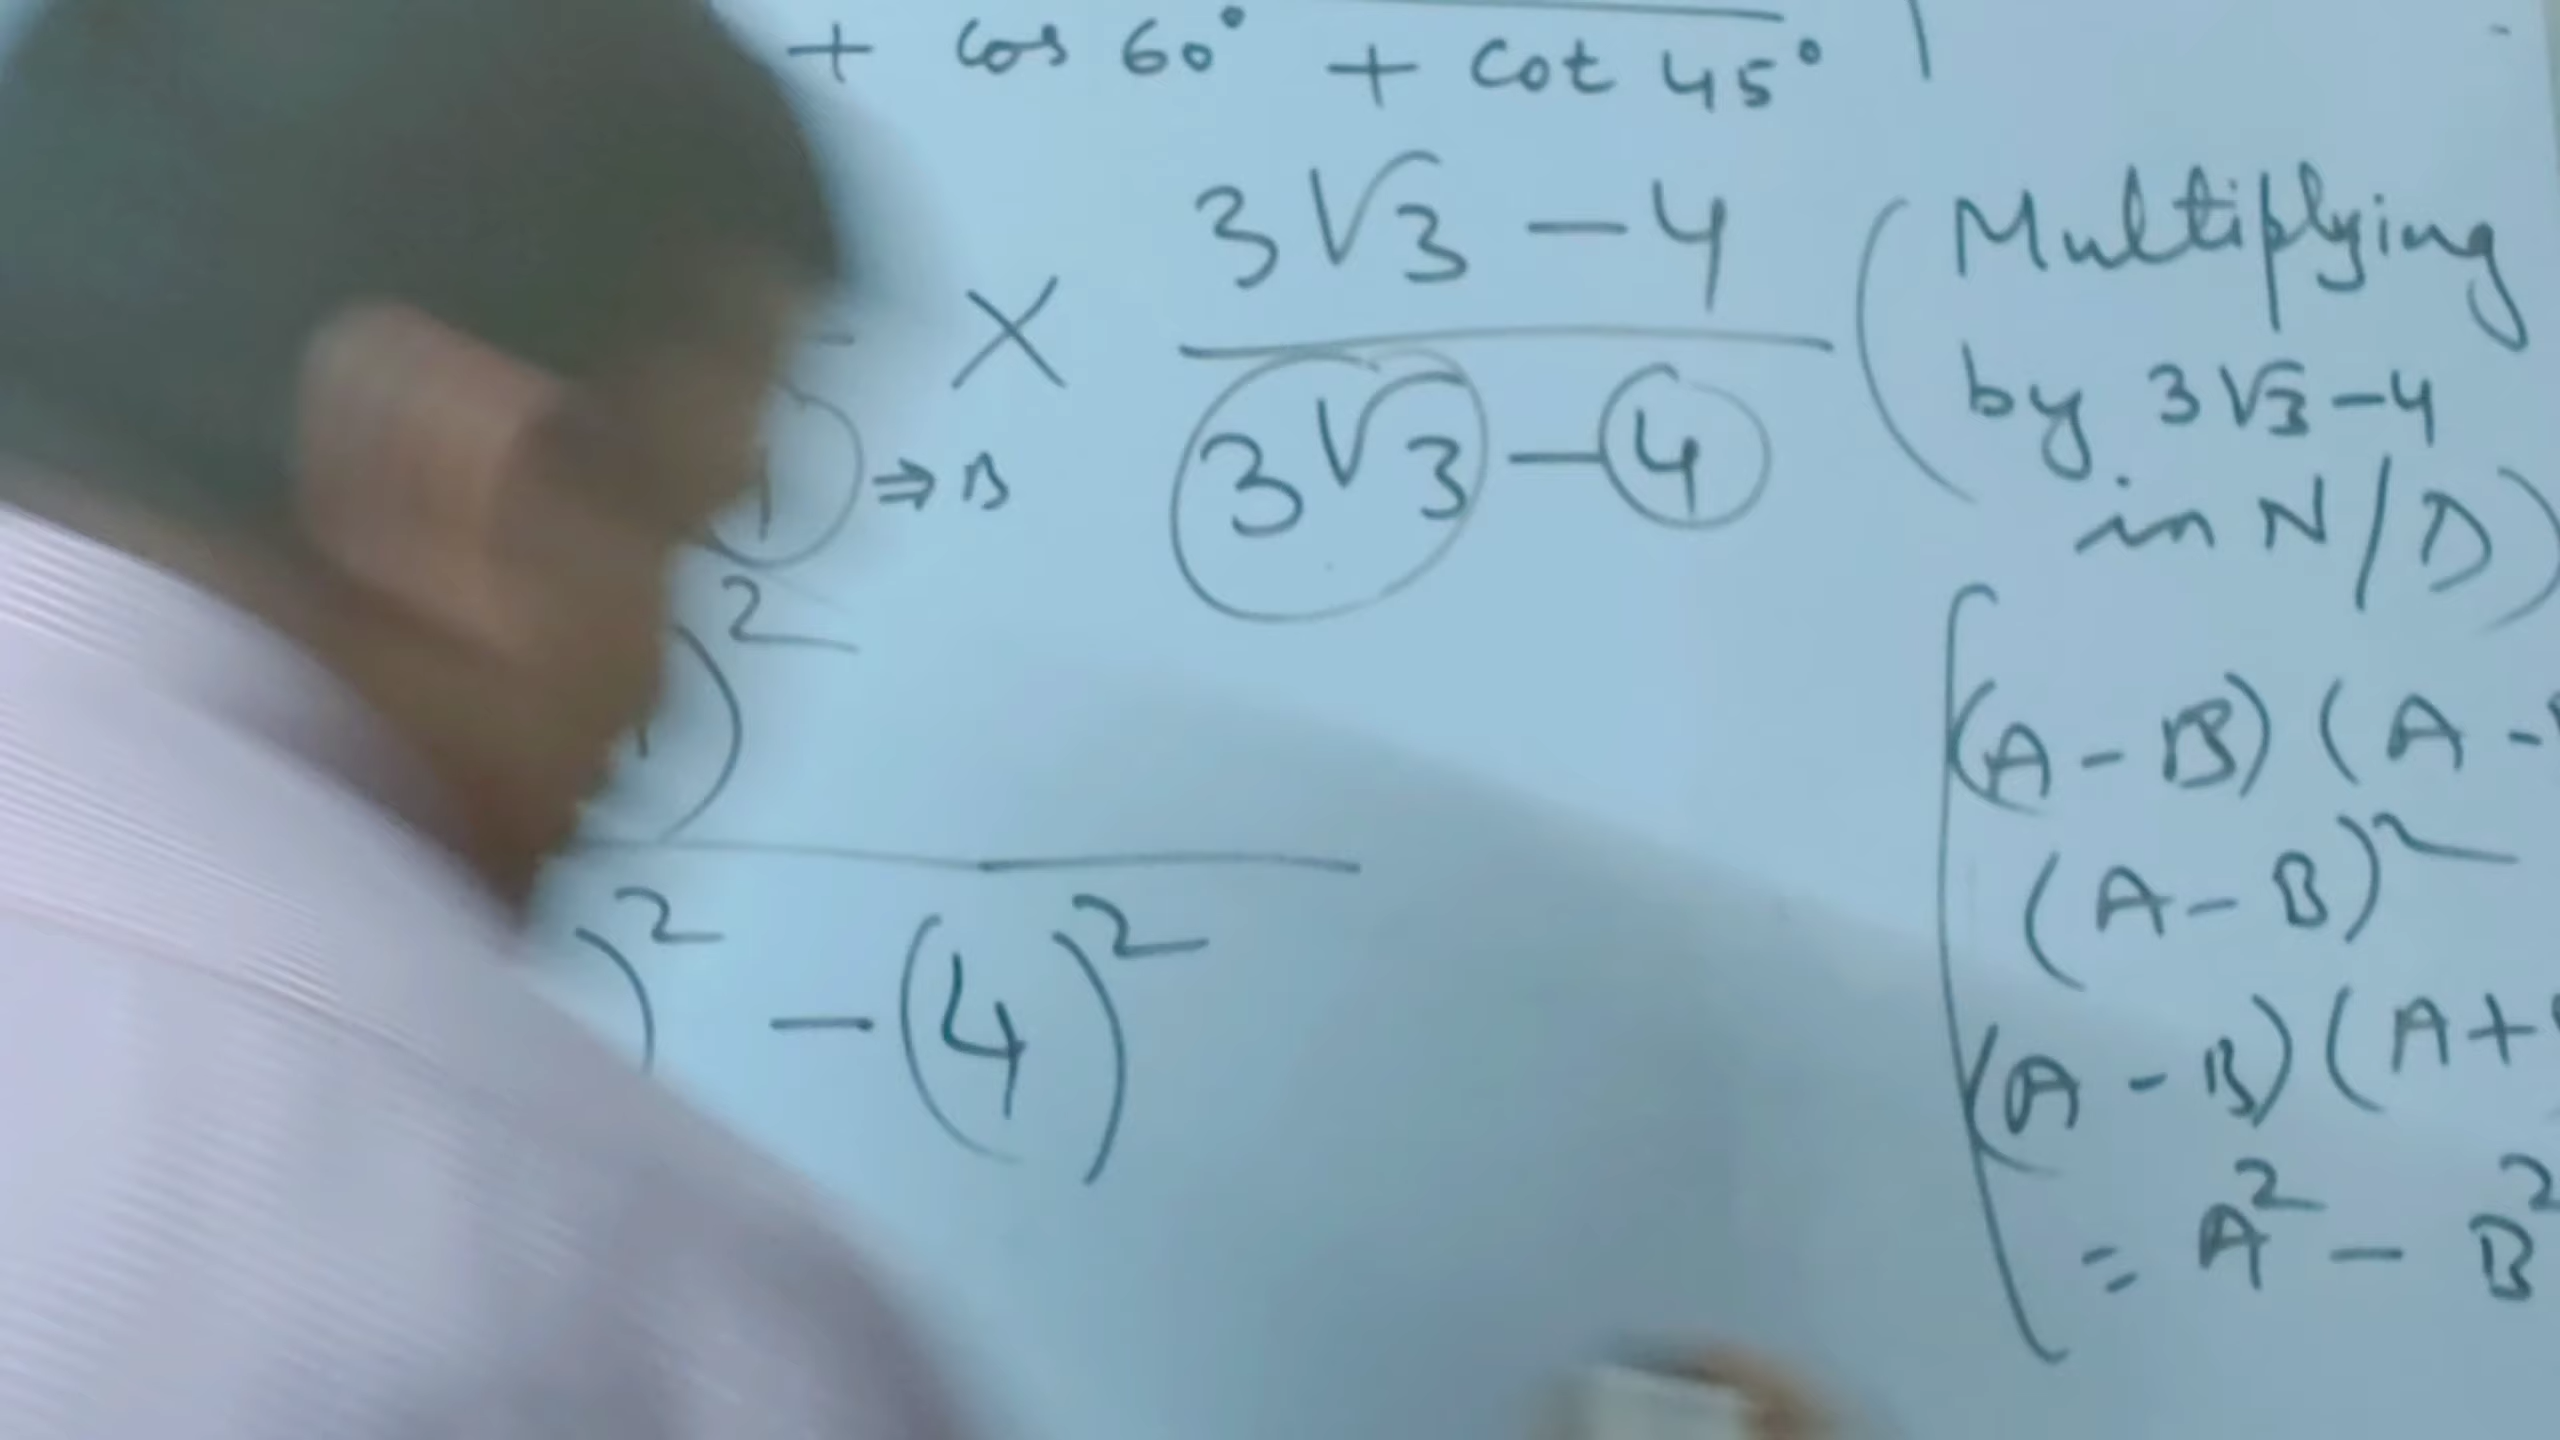 + cos 60° + cot 45°
× 3√3 - 4
⇒ B 3√3 - 4
(Multiplying
by 3√3 - 4
in N/D)
)²
)² - (4)²
(A - B) (A -
(A - B)²
(A - B) (A +
= A² - B²